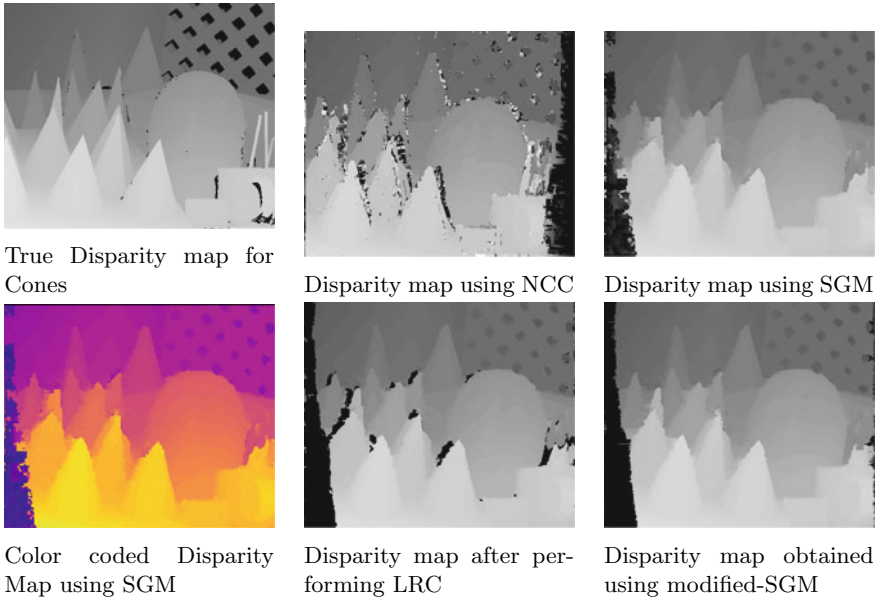 True Disparity map for
Cones
Disparity map using NCC
Disparity map using SGM
Color coded Disparity
Map using SGM
Disparity map after per-
forming LRC
Disparity map obtained
using modified-SGM